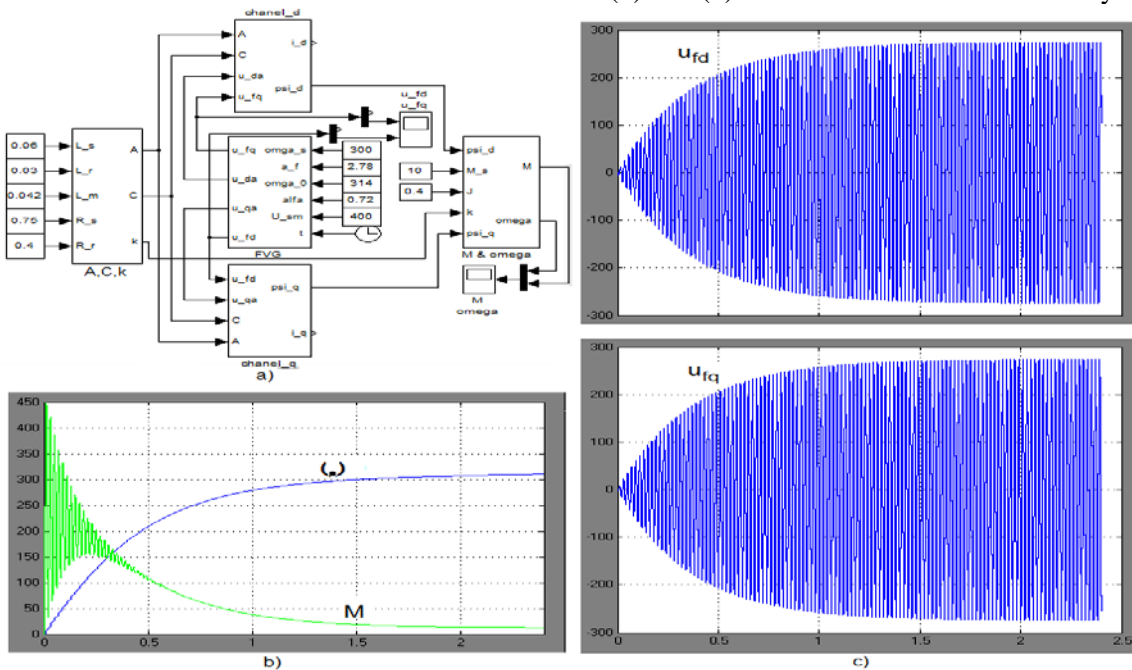 (
)
(
)
y
chanel_d
A
C
u_da
u_fq
i_d
psi_d
u_fd
u_fq
0.06
0.03
0.042
0.75
0.4
L_s
L_r
L_m
R_s
R_r
A
C
k
A,C,k
u_fq
u_da
u_qa
u_fd
omga_s
a_f
omga_0
alfa
U_sm
t
300
2.78
314
0.72
400
FVG
10
0.4
psi_d
M_s
J
k
psi_q
M
omega
M & omega
M
omega
u_fd
u_qa
C
A
psi_q
i_q
chanel_q
a)
450
400
350
300
250
200
150
100
50
0
ω
M
0
0.5
1
1.5
2
b)
300
200
100
0
-100
-200
-300
u_fd
300
200
100
0
-100
-200
-300
u_fq
0
0.5
1
1.5
2
2.5
c)